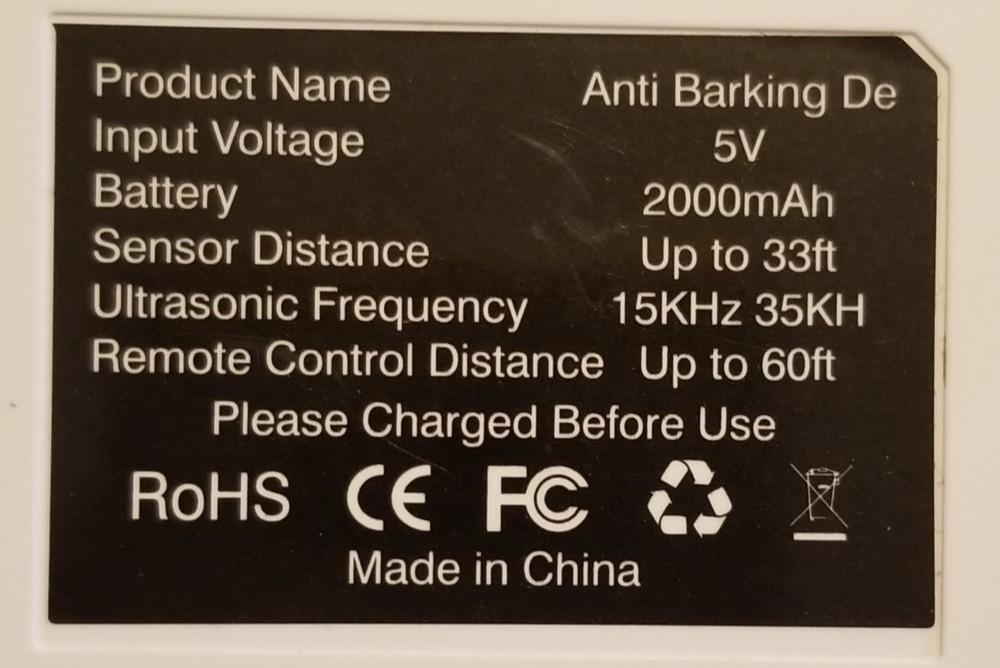 Product Name Anti Barking De
Input Voltage 5V
Battery 2000mAh
Sensor Distance Up to 33ft
Ultrasonic Frequency 15KHz 35KH
Remote Control Distance Up to 60ft
Please Charged Before Use
RoHS CE FC
Made in China